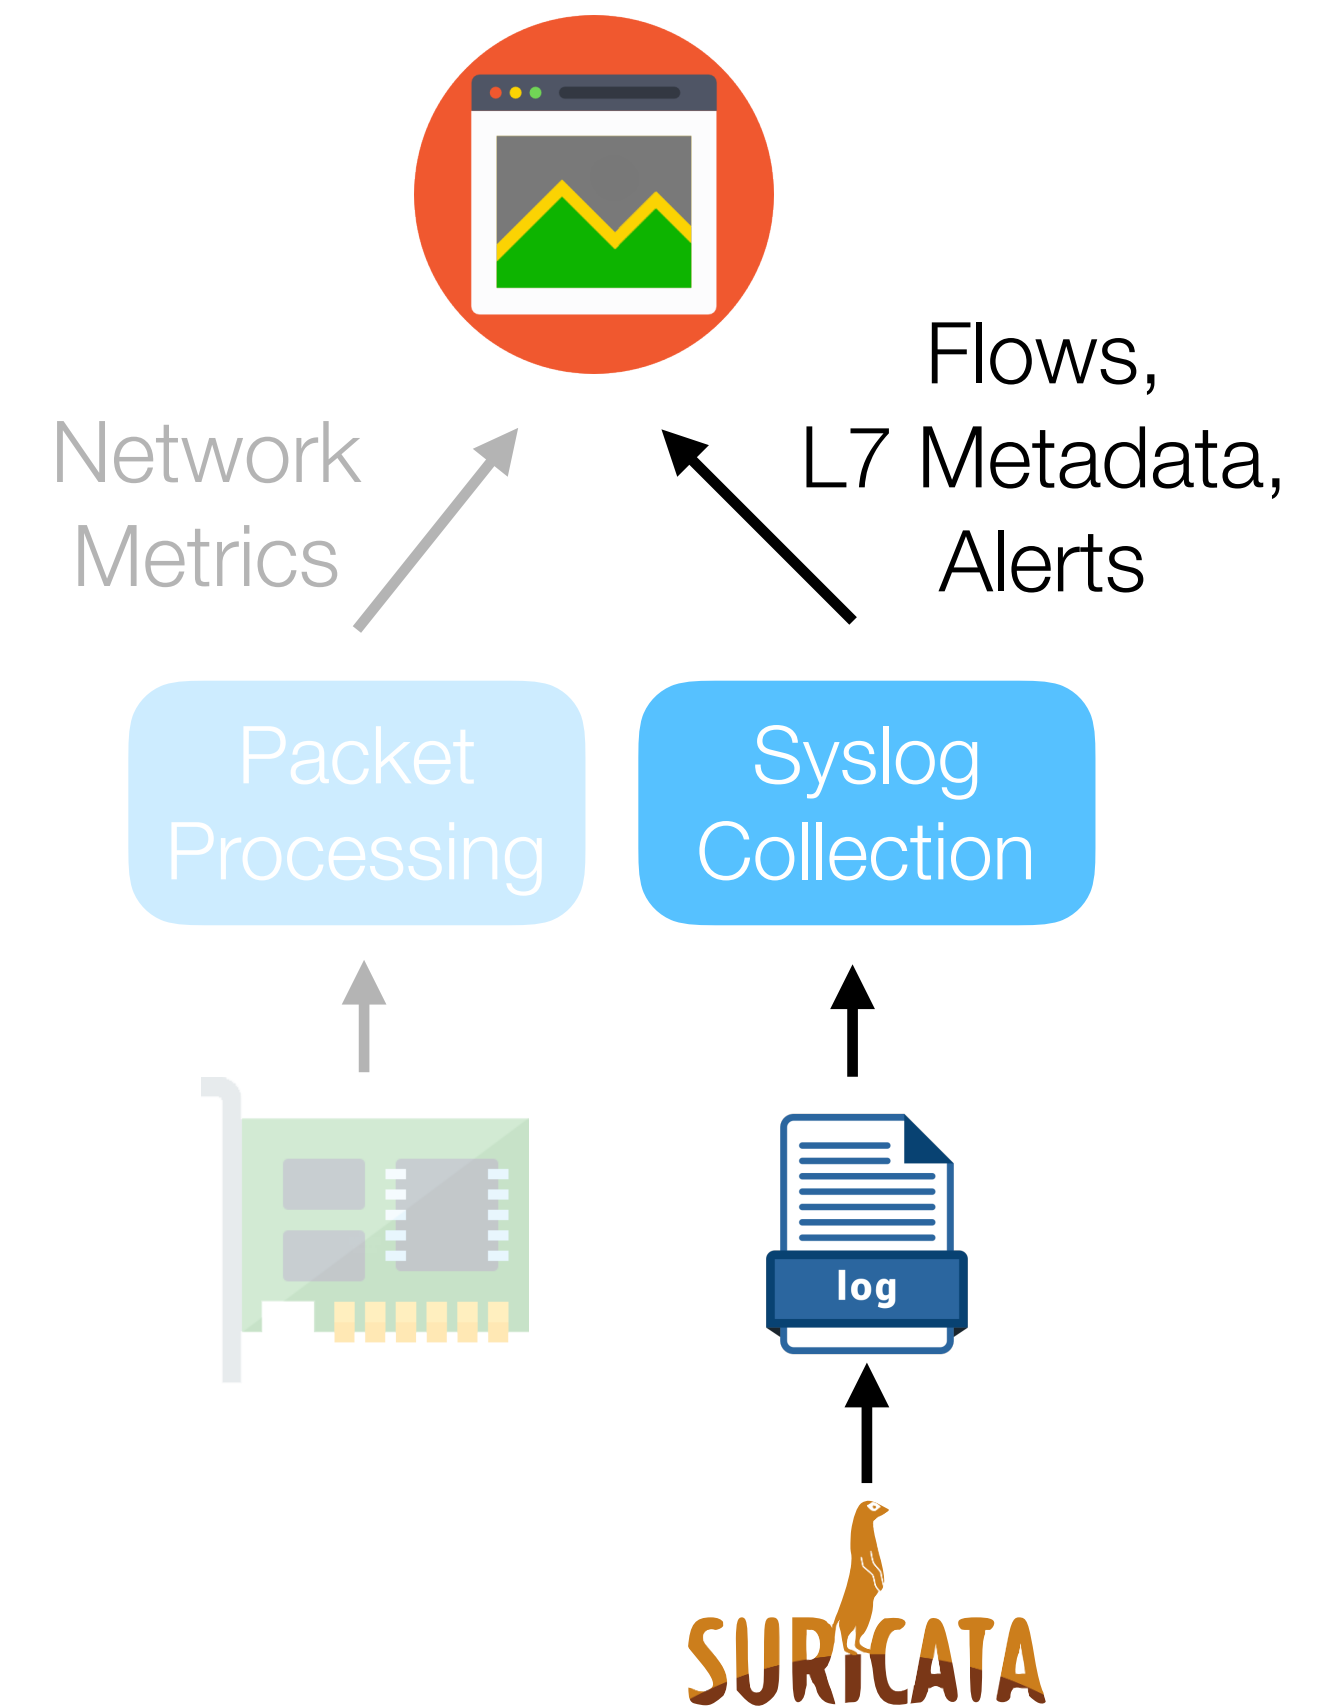 Flows,
L7 Metadata,
Alerts
Network
Metrics
Packet
Processing
Syslog
Collection
log
SURiCATA